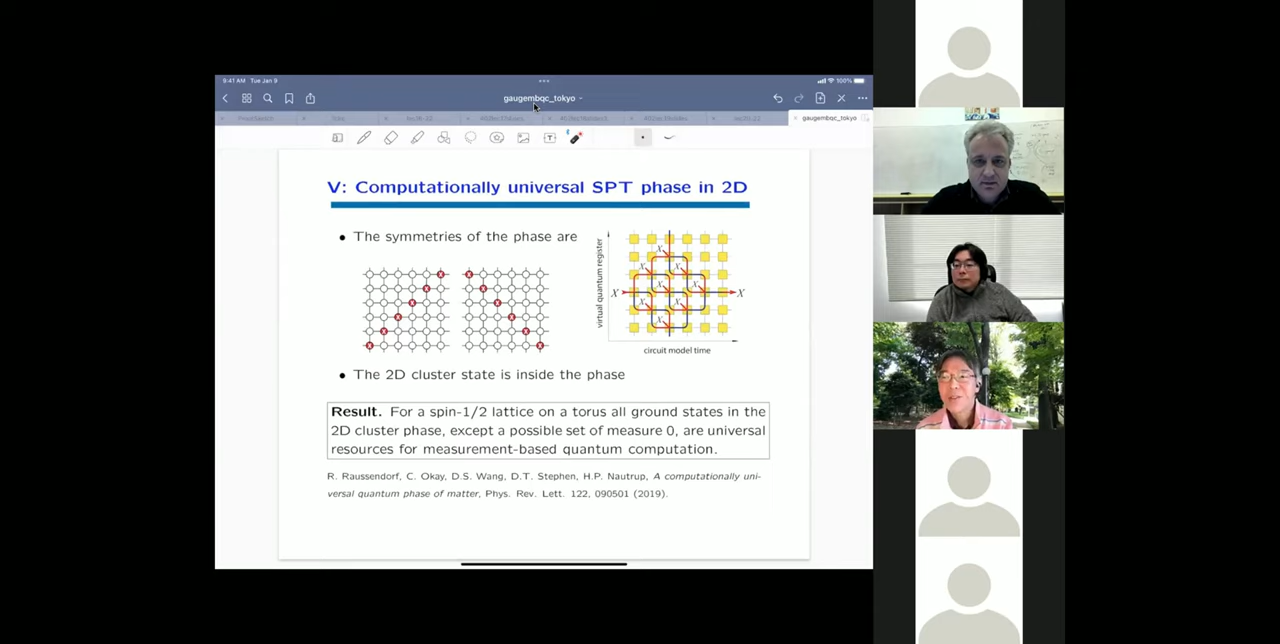 9:41 AM Tue Jan 9
100%
gaugembqc_tokyo
gaugembqc_tokyo
V: Computationally universal SPT phase in 2D
• The symmetries of the phase are
virtual quantum register
X
X
circuit model time
• The 2D cluster state is inside the phase
Result. For a spin-1/2 lattice on a torus all ground states in the
2D cluster phase, except a possible set of measure 0, are universal
resources for measurement-based quantum computation.
R. Raussendorf, C. Okay, D.S. Wang, D.T. Stephen, H.P. Nautrup, A computationally uni-
versal quantum phase of matter, Phys. Rev. Lett. 122, 090501 (2019).